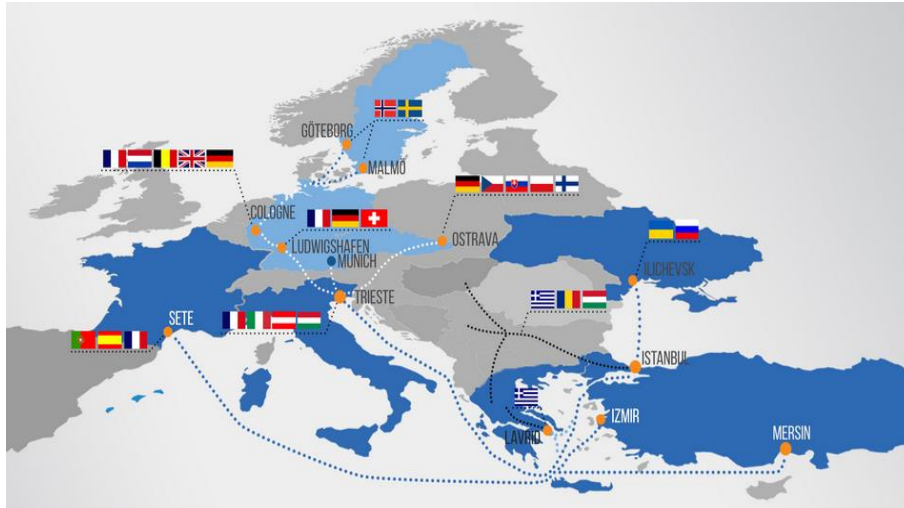 GÖTEBORG
MALMÖ
COLOGNE
LUDWIGSHAFEN
MUNICH
OSTRAVA
ILICHEVSK
TRIESTE
SETE
ISTANBUL
LAVRIO
IZMIR
MERSIN